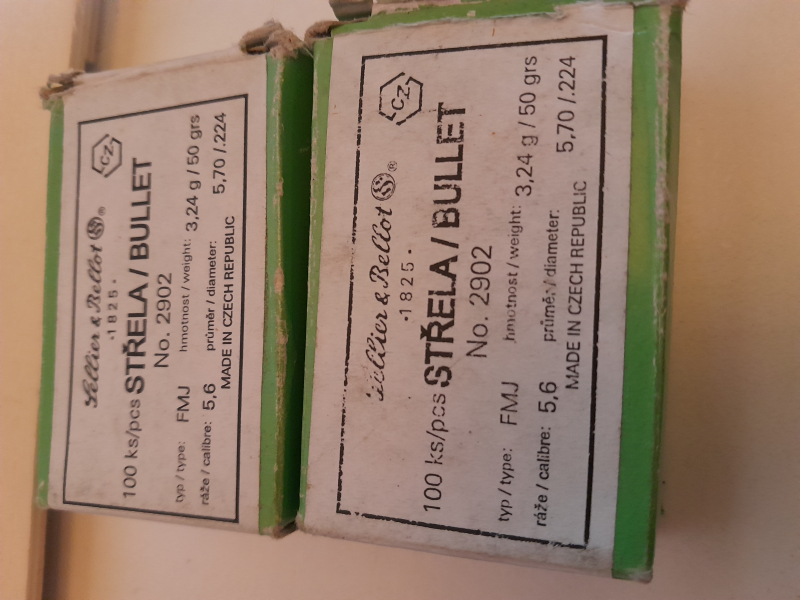 Sellier & Bellot ®
·1825·
CZ
100 ks/pcs STŘELA / BULLET
No. 2902
typ / type: FMJ hmotnost / weight: 3,24 g / 50 grs
ráže / calibre: 5,6 průměr / diameter: 5,70 / .224
MADE IN CZECH REPUBLIC
Sellier & Bellot ®
·1825·
CZ
100 ks/pcs STŘELA / BULLET
No. 2902
typ / type: FMJ hmotnost / weight: 3,24 g / 50 grs
ráže / calibre: 5,6 průměr / diameter: 5,70 / .224
MADE IN CZECH REPUBLIC